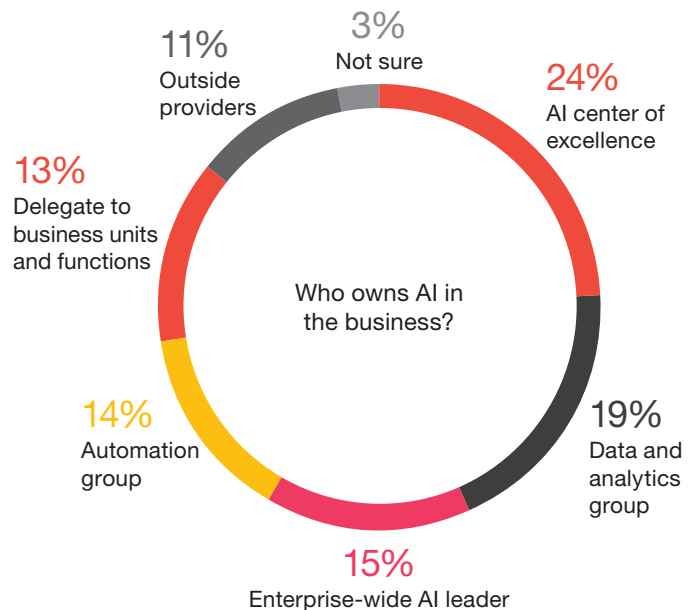 3%
Not sure
24%
AI center of
excellence
19%
Data and
analytics
group
15%
Enterprise-wide AI leader
14%
Automation
group
13%
Delegate to
business units
and functions
11%
Outside
providers
Who owns AI in
the business?